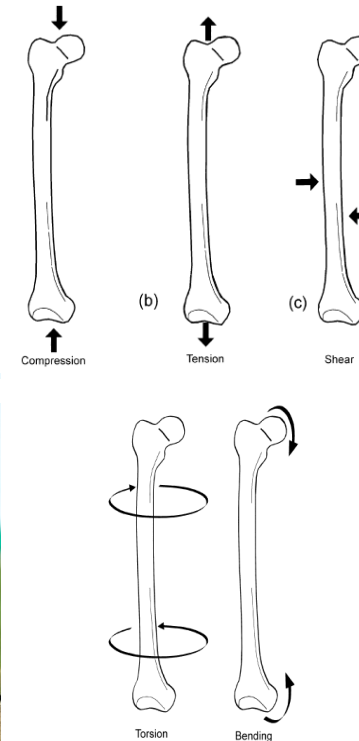 (b)
(c)
Compression
Tension
Shear
Torsion
Bending